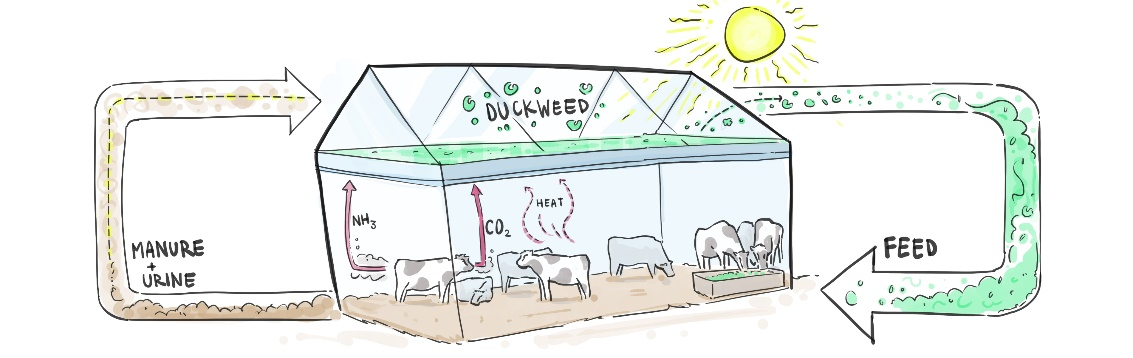 DUCKWEED
NH₃
CO₂
HEAT
MANURE
+
URINE
FEED